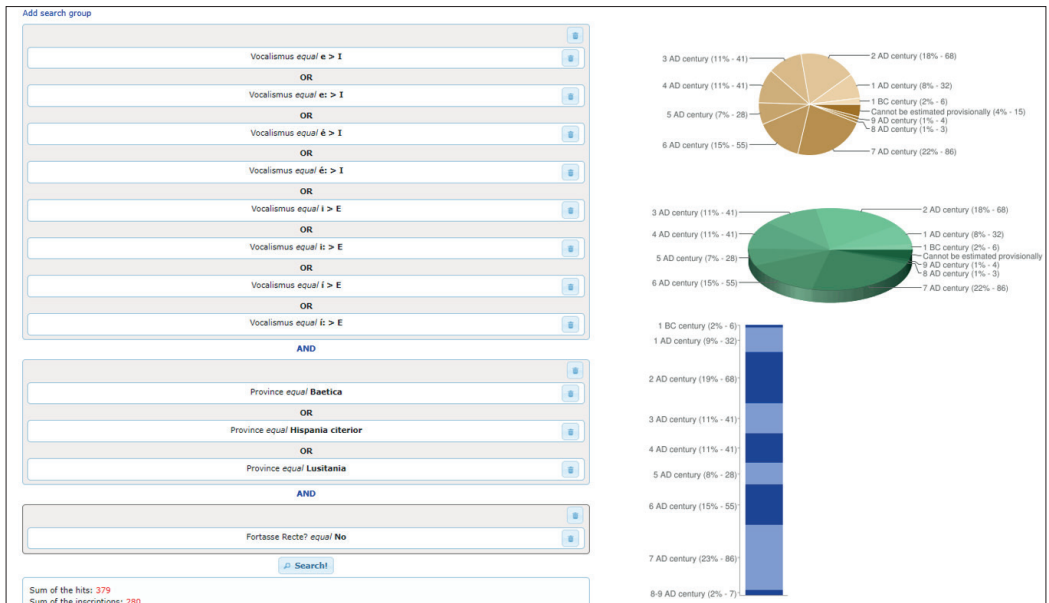 Add search group
Vocalismus equal e > I
OR
Vocalismus equal e: > I
OR
Vocalismus equal é > I
OR
Vocalismus equal é: > I
OR
Vocalismus equal i > E
OR
Vocalismus equal i: > E
OR
Vocalismus equal í > E
OR
Vocalismus equal í: > E
AND
Province equal Baetica
OR
Province equal Hispania citerior
OR
Province equal Lusitania
AND
Fortasse Recte? equal No
Search!
Sum of the hits: 379
Sum of the inscriptions: 280
3 AD century (11% - 41)
2 AD century (18% - 68)
4 AD century (11% - 41)
1 AD century (8% - 32)
1 BC century (2% - 6)
Cannot be estimated provisionally (4% - 15)
5 AD century (7% - 28)
9 AD century (1% - 4)
8 AD century (1% - 3)
6 AD century (15% - 55)
7 AD century (22% - 86)
3 AD century (11% - 41)
2 AD century (18% - 68)
4 AD century (11% - 41)
1 AD century (8% - 32)
1 BC century (2% - 6)
Cannot be estimated provisionally
5 AD century (7% - 28)
9 AD century (1% - 4)
8 AD century (1% - 3)
6 AD century (15% - 55)
7 AD century (22% - 86)
1 BC century (2% - 6)
1 AD century (9% - 32)
2 AD century (19% - 68)
3 AD century (11% - 41)
4 AD century (11% - 41)
5 AD century (8% - 28)
6 AD century (15% - 55)
7 AD century (23% - 86)
8-9 AD century (2% - 7)